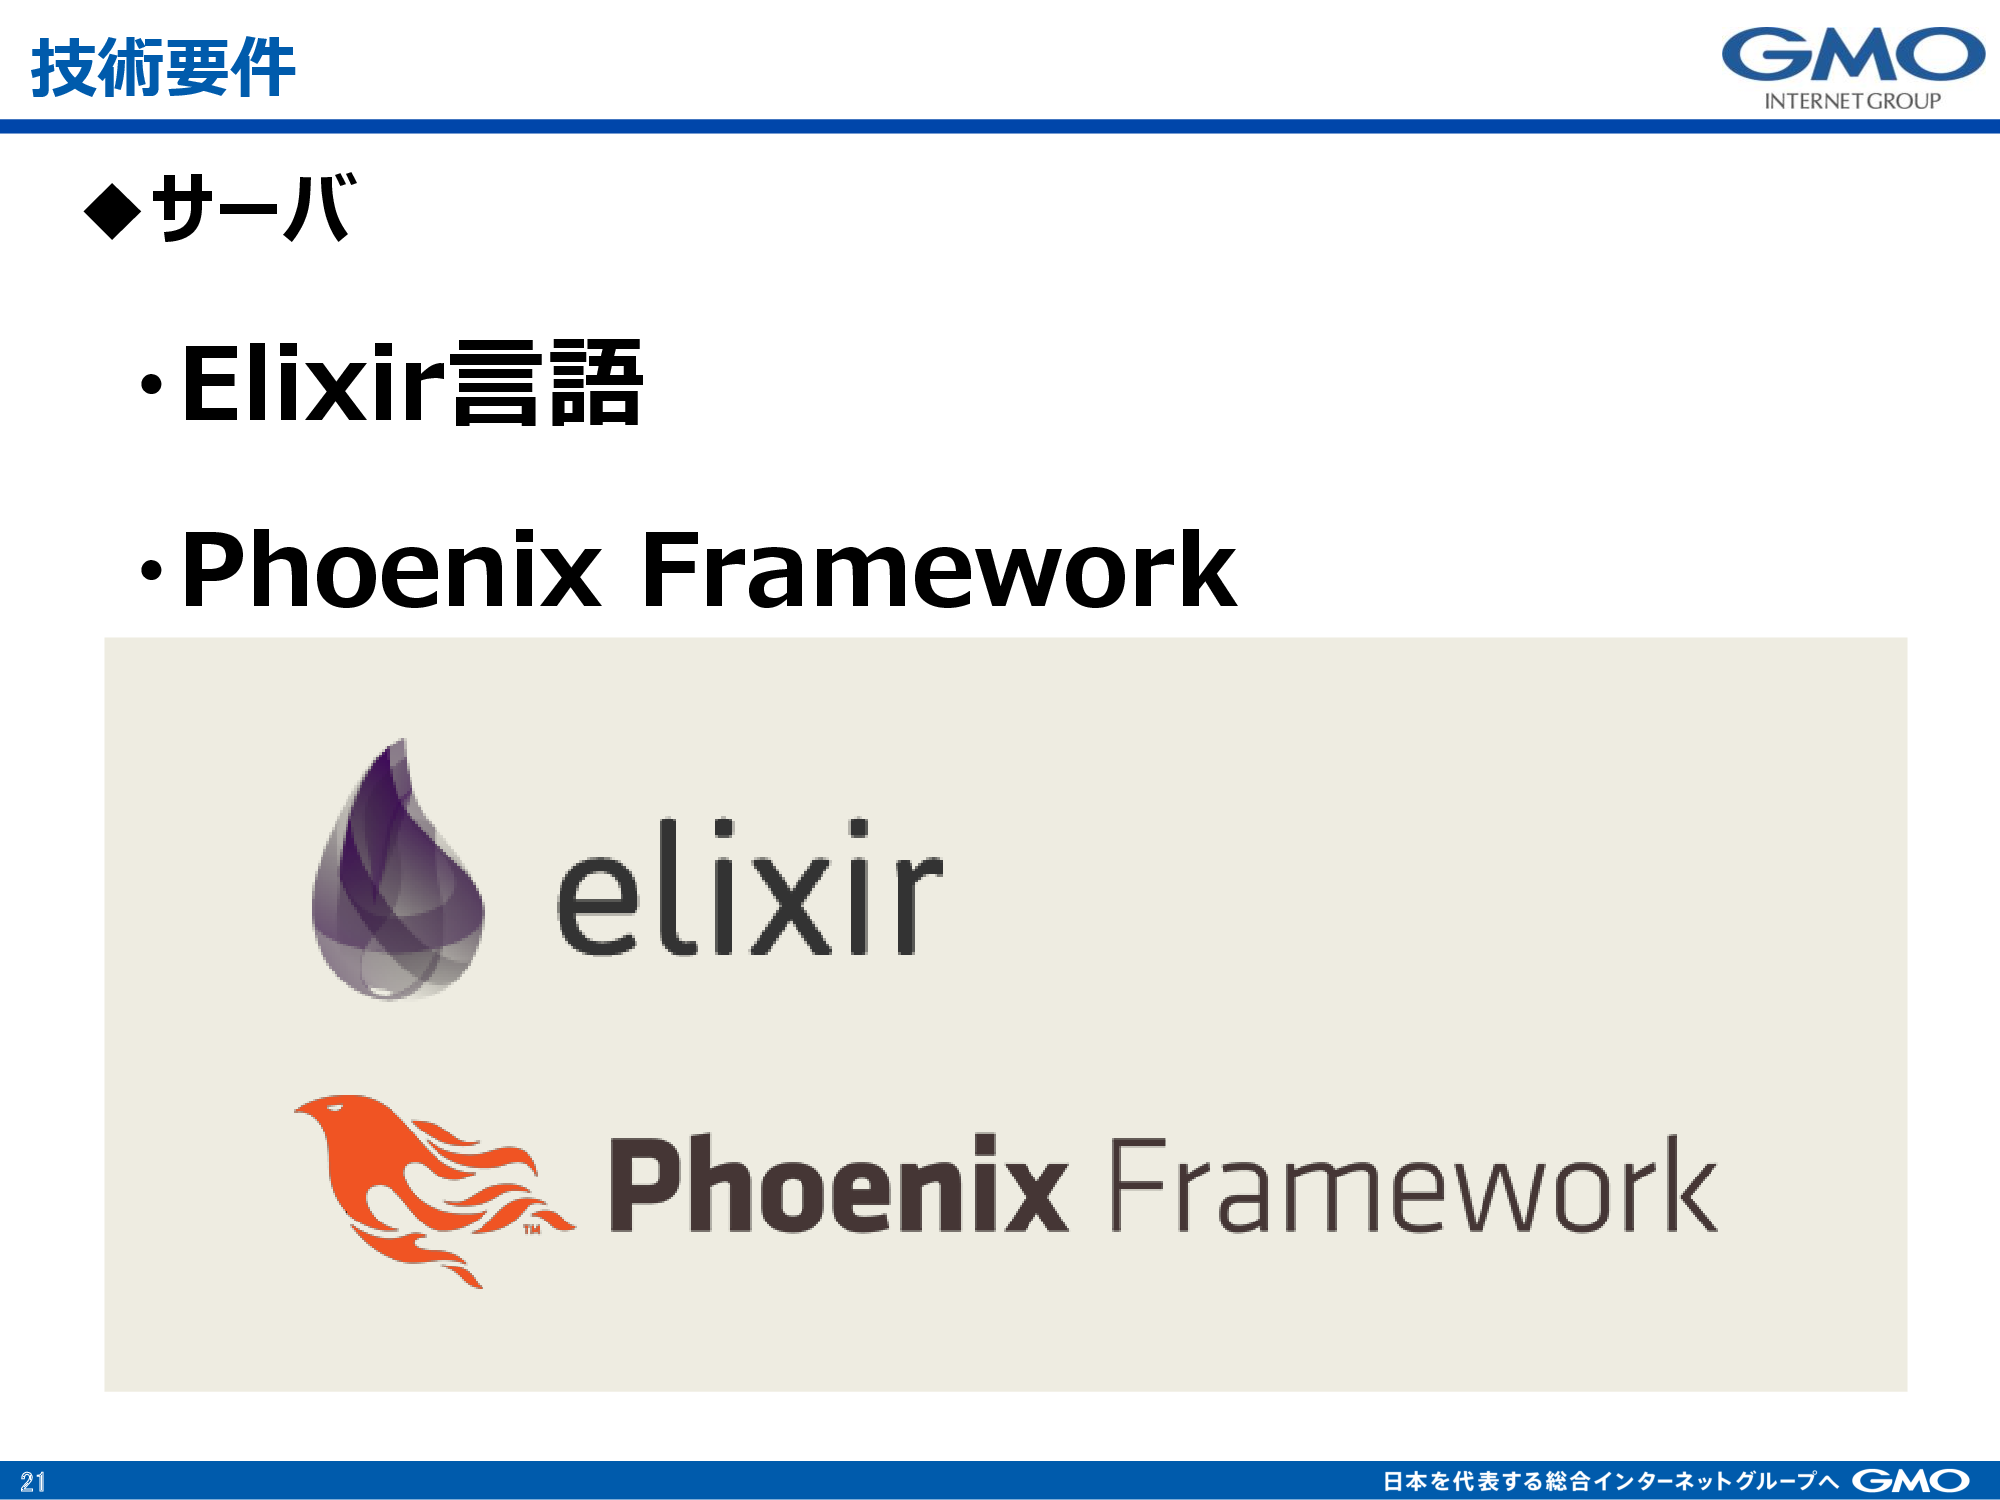 技術要件
GMO
INTERNET GROUP
◆サーバ
・Elixir言語
・Phoenix Framework
elixir
Phoenix Framework
TM
21
日本を代表する総合インターネットグループへ GMO